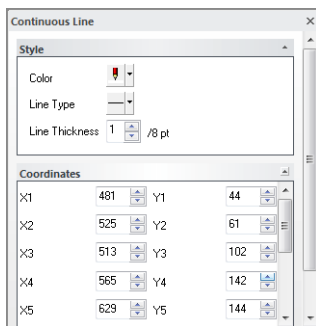 Continuous Line
Style
Color
Line Type
Line Thickness 1 /8 pt
Coordinates
X1 481 Y1 44
X2 525 Y2 61
X3 513 Y3 102
X4 565 Y4 142
X5 629 Y5 144